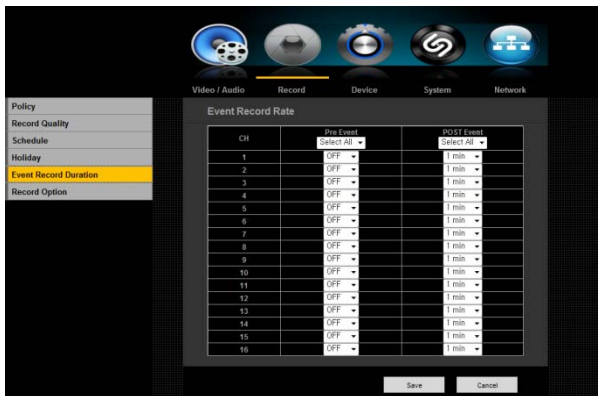 Video / Audio Record Device System Network
Policy
Record Quality
Schedule
Holiday
Event Record Duration
Record Option
Event Record Rate
CH Pre Event POST Event
Select All Select All
1 OFF 1 min
2 OFF 1 min
3 OFF 1 min
4 OFF 1 min
5 OFF 1 min
6 OFF 1 min
7 OFF 1 min
8 OFF 1 min
9 OFF 1 min
10 OFF 1 min
11 OFF 1 min
12 OFF 1 min
13 OFF 1 min
14 OFF 1 min
15 OFF 1 min
16 OFF 1 min
Save Cancel